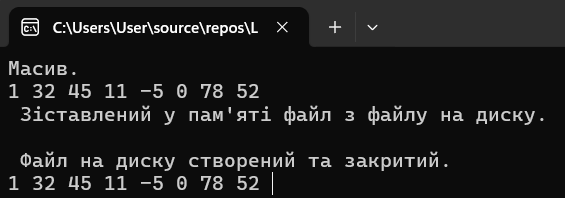 C:\Users\User\source\repos\L
Масив.
1 32 45 11 -5 0 78 52
Зіставлений у пам'яті файл з файлу на диску.
Файл на диску створений та закритий.
1 32 45 11 -5 0 78 52